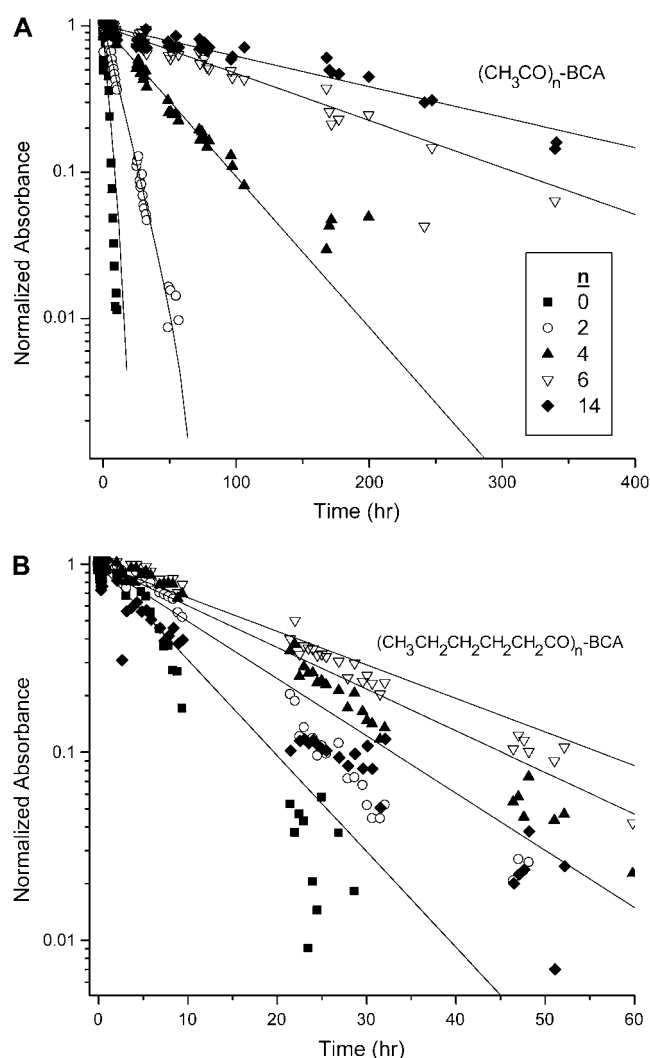 A
1
0.1
0.01
Normalized Absorbance
(CH₃CO)ₙ-BCA
n
0
2
4
6
14
0 100 200 300 400
Time (hr)
B
1
0.1
0.01
Normalized Absorbance
(CH₃CH₂CH₂CH₂CH₂CO)ₙ-BCA
0 10 20 30 40 50 60
Time (hr)